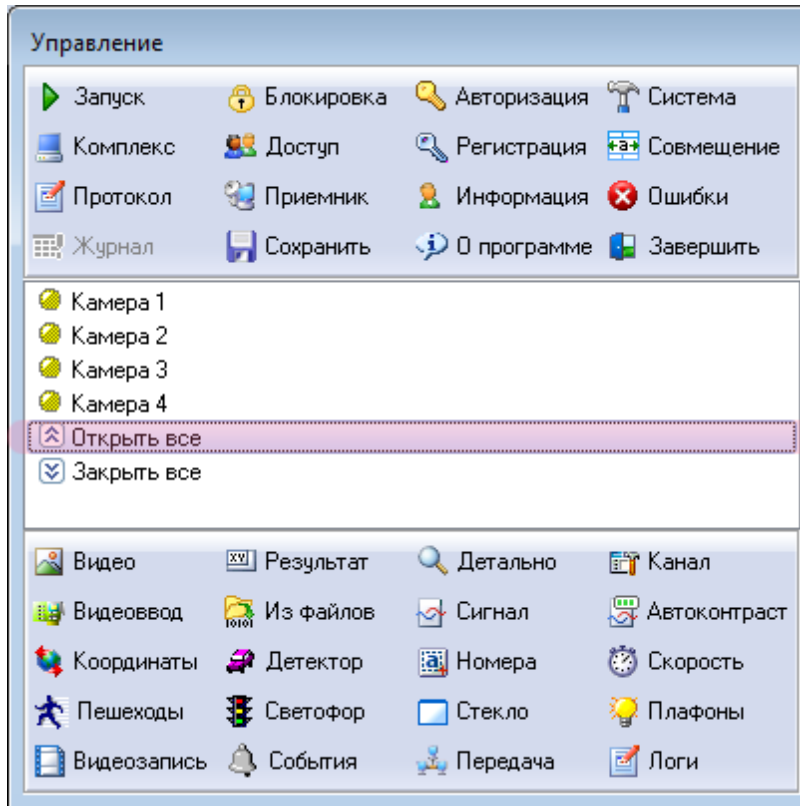 Управление
Запуск Блокировка Авторизация Система
Комплекс Доступ Регистрация Совмещение
Протокол Приемник Информация Ошибки
Журнал Сохранить О программе Завершить
Камера 1
Камера 2
Камера 3
Камера 4
Открыть все
Закрыть все
Видео Результат Детально Канал
Видеоввод Из файлов Сигнал Автоконтраст
Координаты Детектор Номера Скорость
Пешеходы Светофор Стекло Плафоны
Видеозапись События Передача Логи